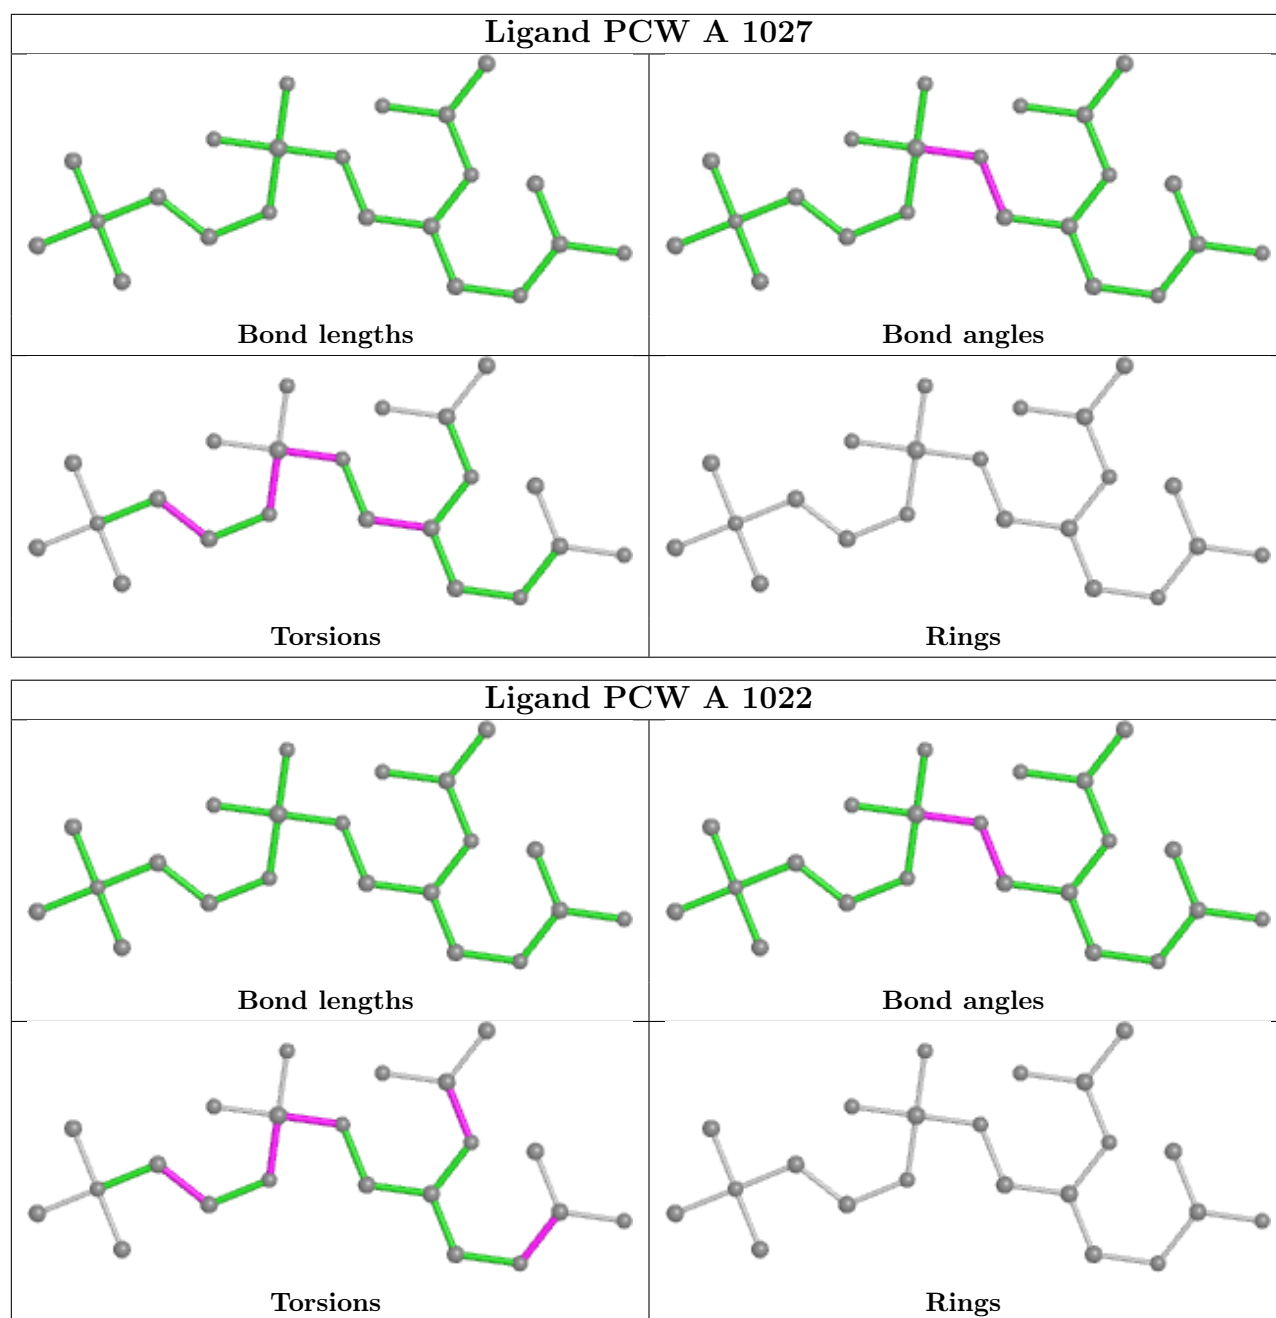 Ligand PCW A 1027
Bond lengths
Bond angles
Torsions
Rings
Ligand PCW A 1022
Bond lengths
Bond angles
Torsions
Rings